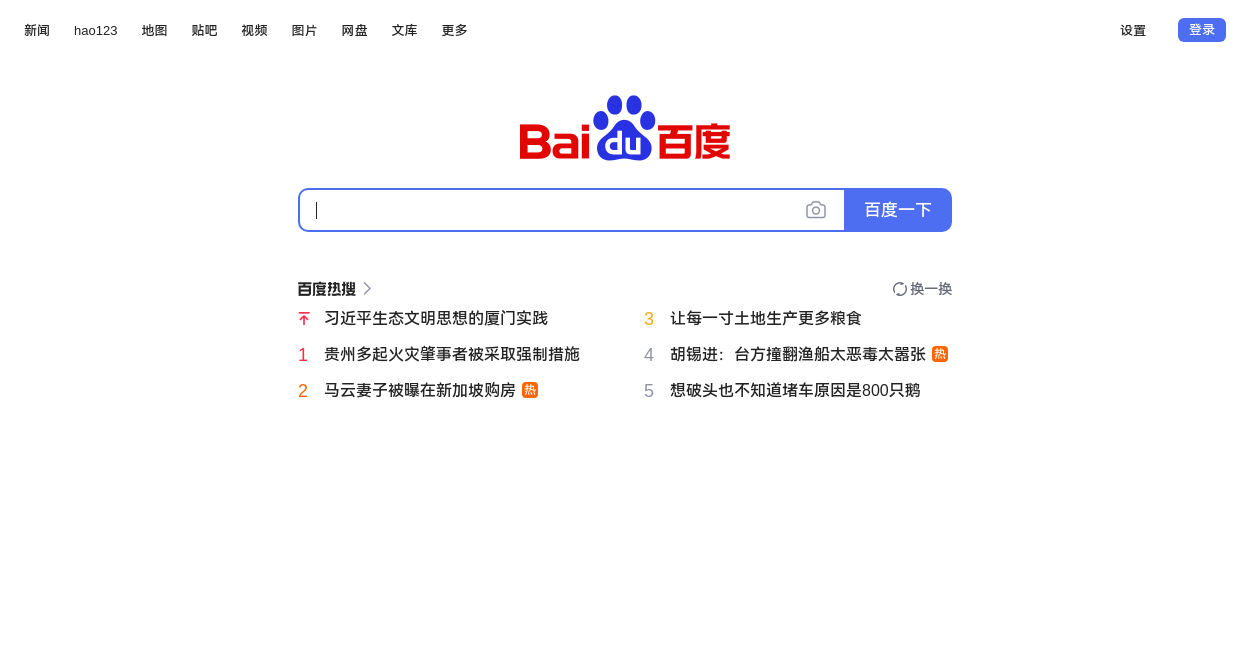 新闻 hao123 地图 贴吧 视频 图片 网盘 文库 更多 设置 登录
Bai du 百度
百度一下
百度热搜 换一换
习近平生态文明思想的厦门实践
1 贵州多起火灾肇事者被采取强制措施
2 马云妻子被曝在新加坡购房 热
3 让每一寸土地生产更多粮食
4 胡锡进：台方撞翻渔船太恶毒太嚣张 热
5 想破头也不知道堵车原因是800只鹅